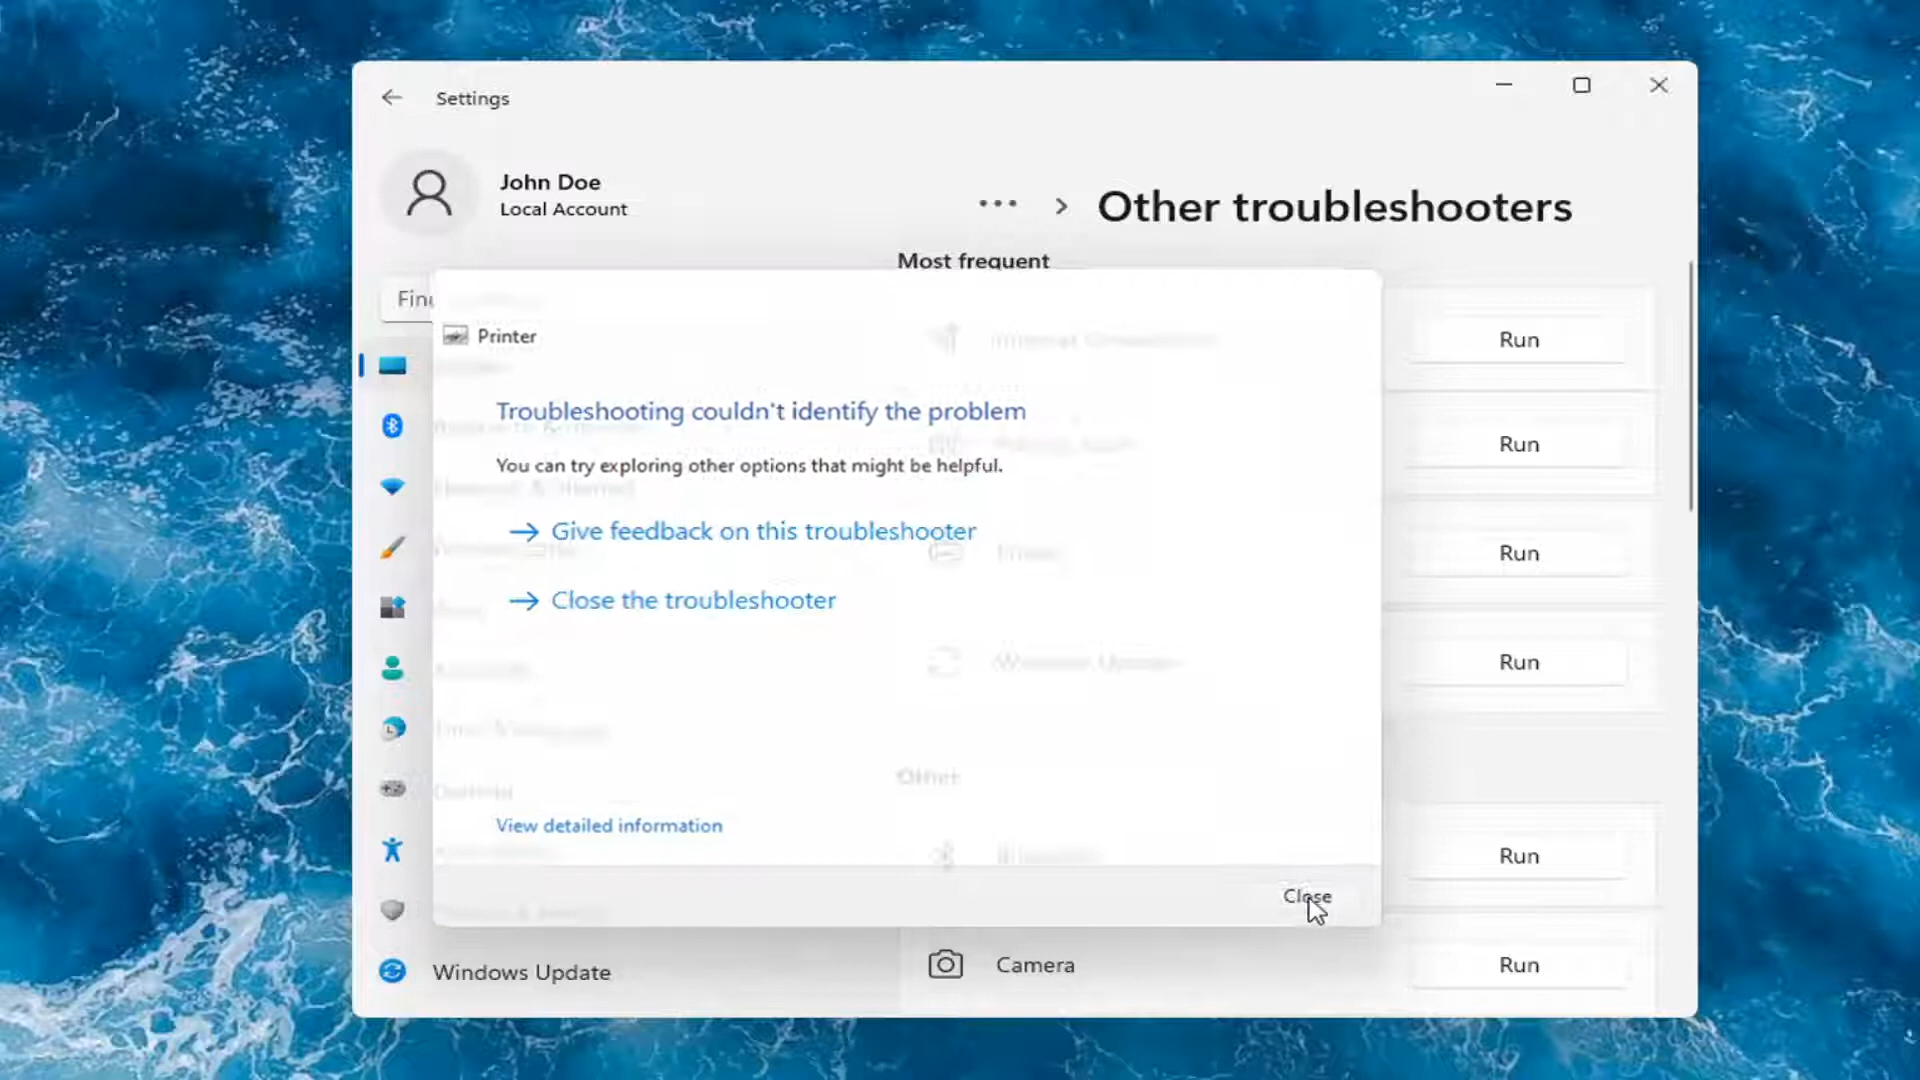 Settings
John Doe
Local Account
Other troubleshooters
Most frequent
Printer
Troubleshooting couldn't identify the problem
You can try exploring other options that might be helpful.
Give feedback on this troubleshooter
Close the troubleshooter
View detailed information
Close
Run
Run
Run
Run
Other
Run
Windows Update
Camera
Run